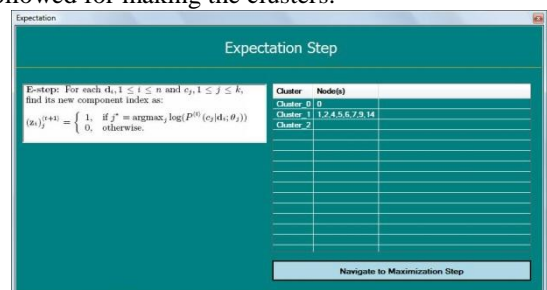 ollowed for making the clusters.
Expectation
Expectation Step
E-step: For each d_i, 1 ≤ i ≤ n and c_j, 1 ≤ j ≤ k,
find its new component index as:
(z_i)_j^(t+1) = { 1, if j* = argmax_j log(P^(t)(c_j|d_i; θ_j))
0, otherwise.
Cluster Node(s)
Cluster_0 0
Cluster_1 1,2,4,5,6,7,9,14
Cluster_2
Navigate to Maximization Step